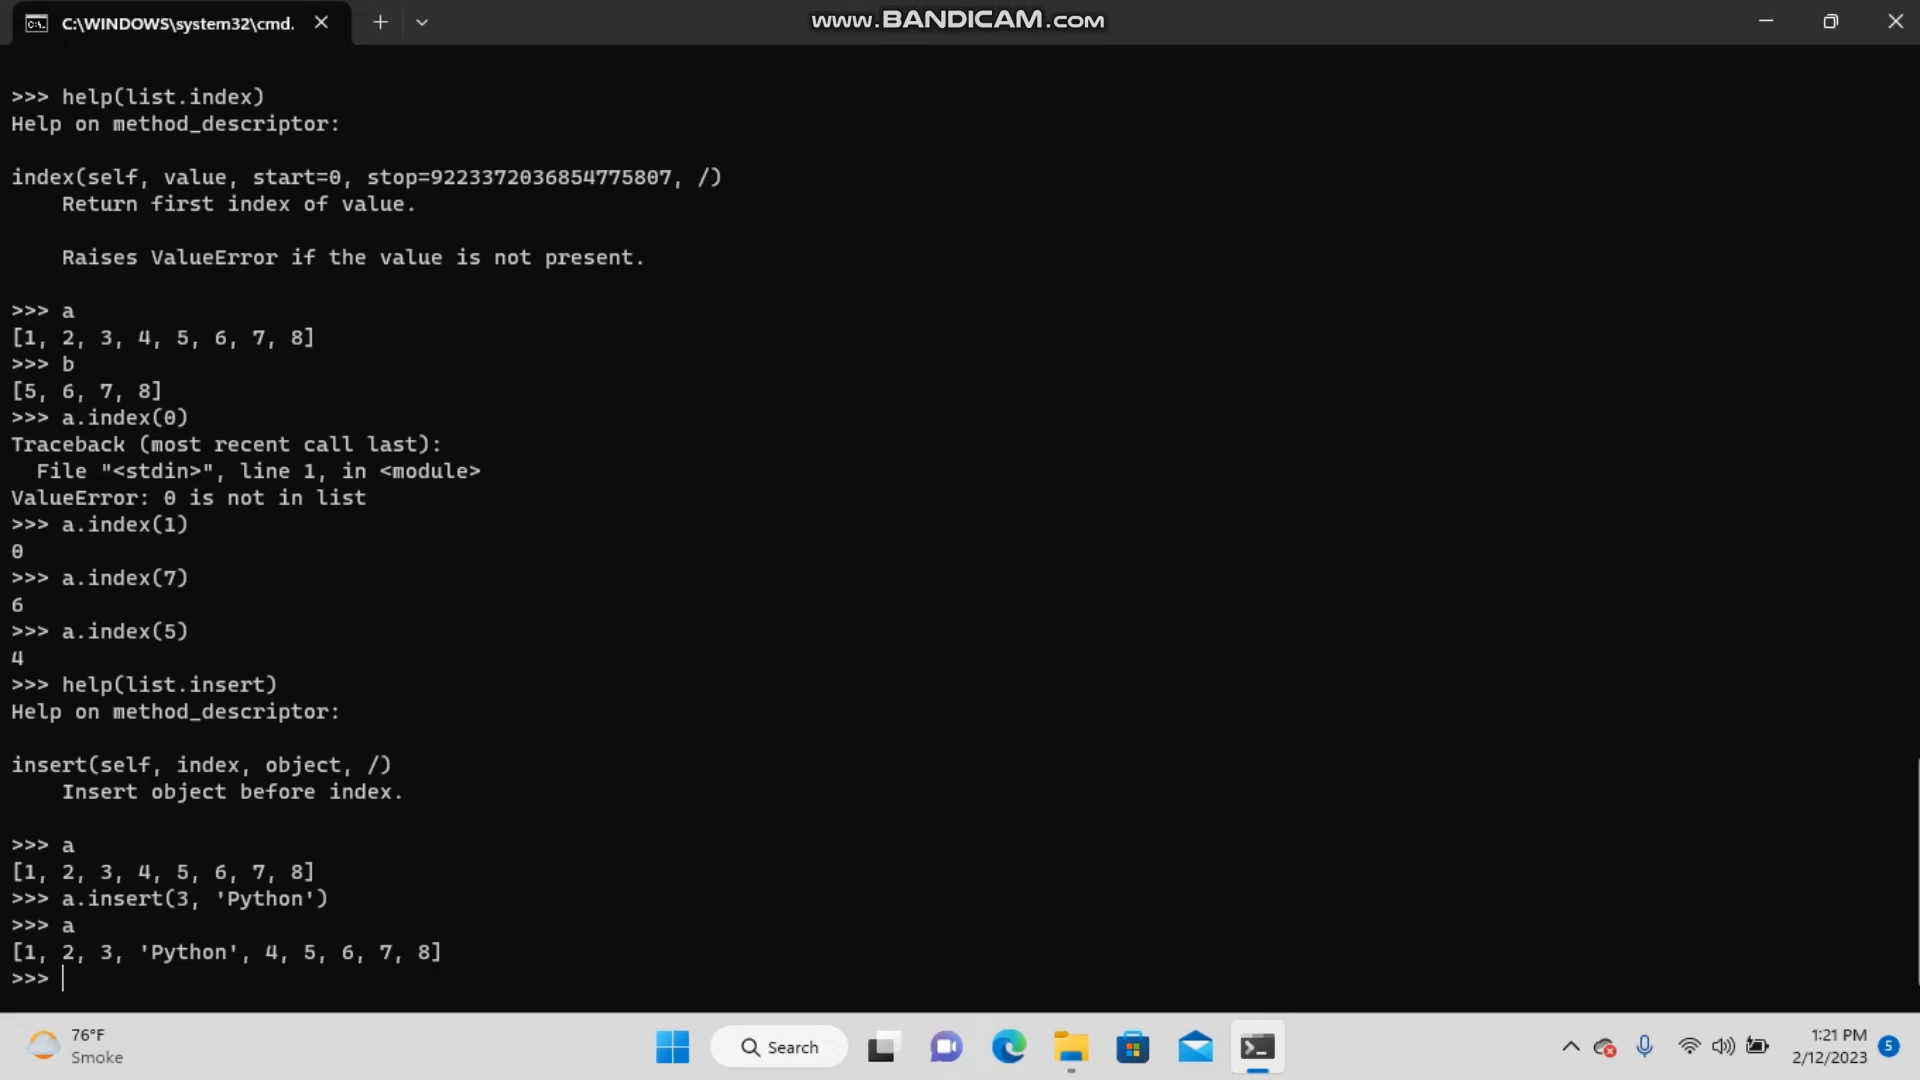 C:\WINDOWS\system32\cmd.
www.BANDICAM.com
>>> help(list.index)
Help on method_descriptor:
index(self, value, start=0, stop=9223372036854775807, /)
    Return first index of value.
    Raises ValueError if the value is not present.
>>> a
[1, 2, 3, 4, 5, 6, 7, 8]
>>> b
[5, 6, 7, 8]
>>> a.index(0)
Traceback (most recent call last):
  File "<stdin>", line 1, in <module>
ValueError: 0 is not in list
>>> a.index(1)
0
>>> a.index(7)
6
>>> a.index(5)
4
>>> help(list.insert)
Help on method_descriptor:
insert(self, index, object, /)
    Insert object before index.
>>> a
[1, 2, 3, 4, 5, 6, 7, 8]
>>> a.insert(3, 'Python')
>>> a
[1, 2, 3, 'Python', 4, 5, 6, 7, 8]
>>>
76°F
Smoke
Search
1:21 PM
2/12/2023
5